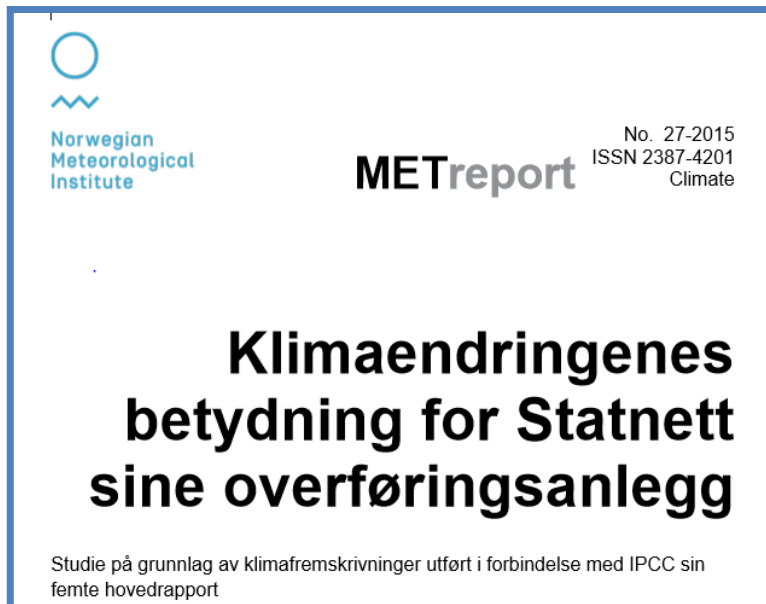 Norwegian
Meteorological
Institute
METreport
No. 27-2015
ISSN 2387-4201
Climate
Klimaendringenes
betydning for Statnett
sine overføringsanlegg
Studie på grunnlag av klimafremskrivninger utført i forbindelse med IPCC sin
femte hovedrapport